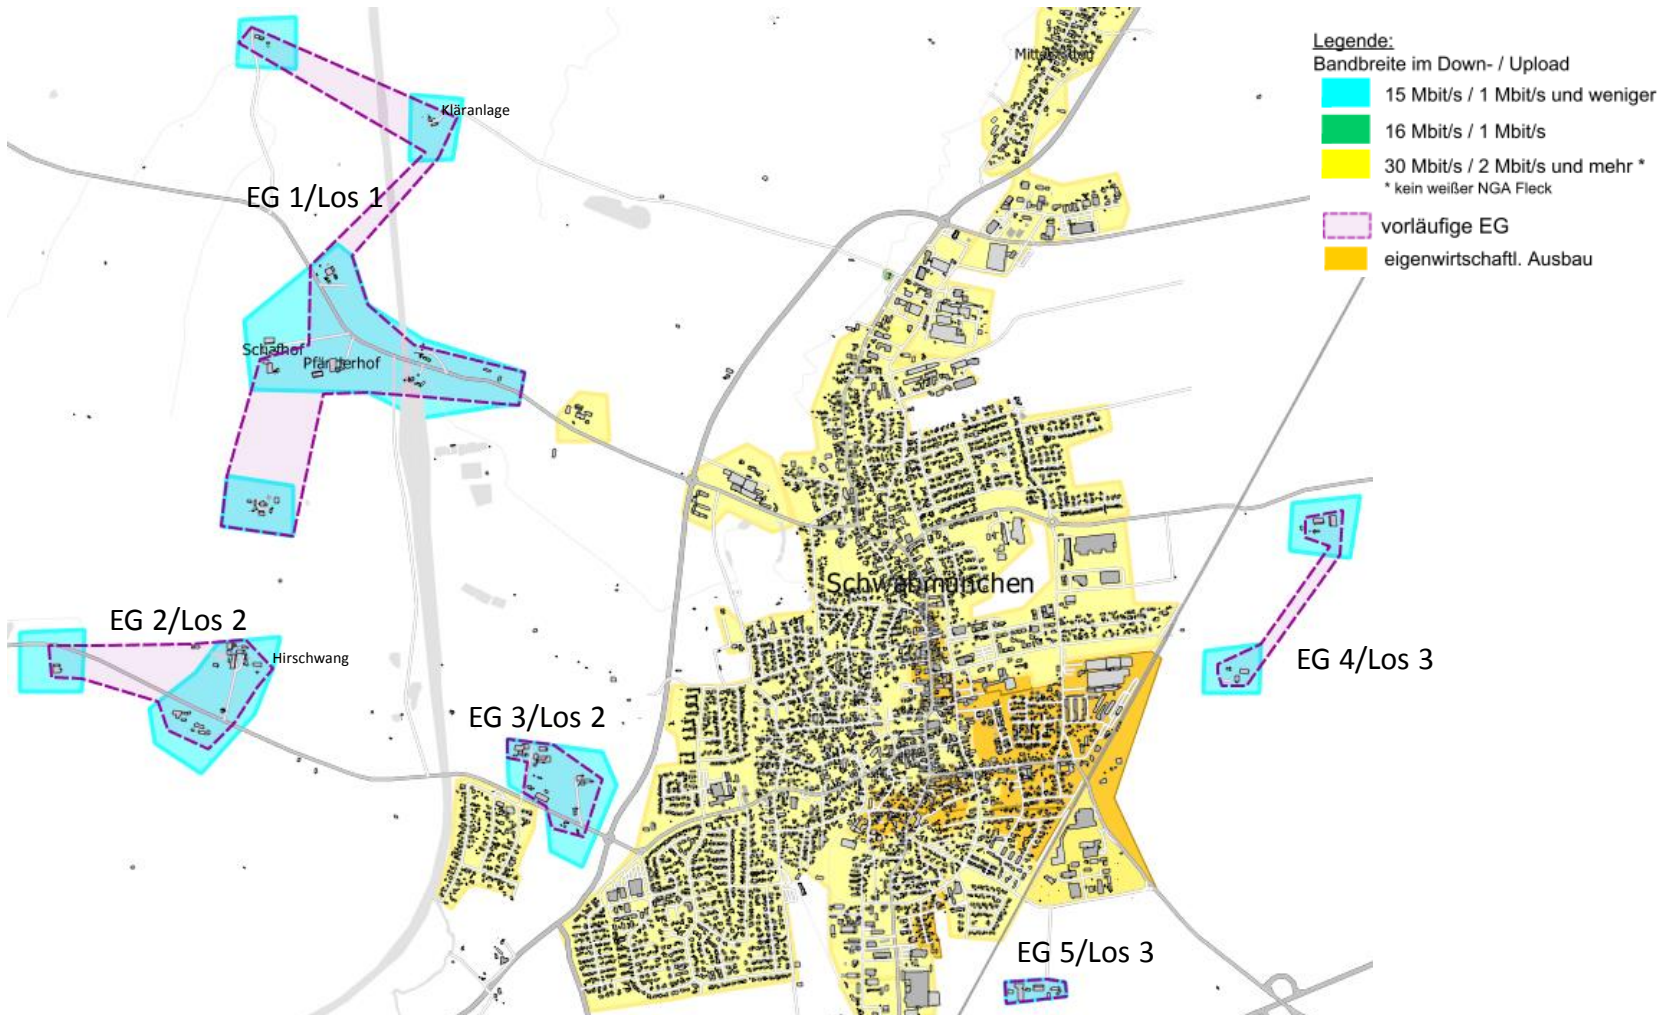 Legende:
Bandbreite im Down- / Upload
15 Mbit/s / 1 Mbit/s und weniger
16 Mbit/s / 1 Mbit/s
30 Mbit/s / 2 Mbit/s und mehr *
* kein weißer NGA Fleck
vorläufige EG
eigenwirtschaftl. Ausbau
Kläranlage
EG 1/Los 1
Schafhof
Schwabmünchen
EG 2/Los 2
Hirschwang
EG 4/Los 3
EG 3/Los 2
EG 5/Los 3